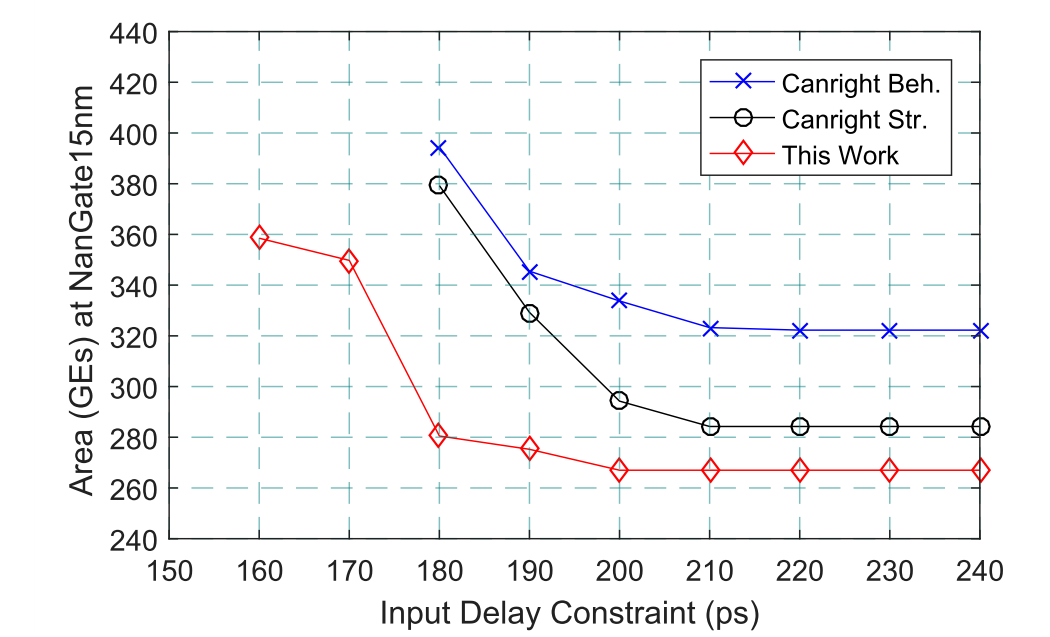 440
420
400
380
360
340
320
300
280
260
240
Area (GEs) at NanGate15nm
Canright Beh.
Canright Str.
This Work
150 160 170 180 190 200 210 220 230 240
Input Delay Constraint (ps)